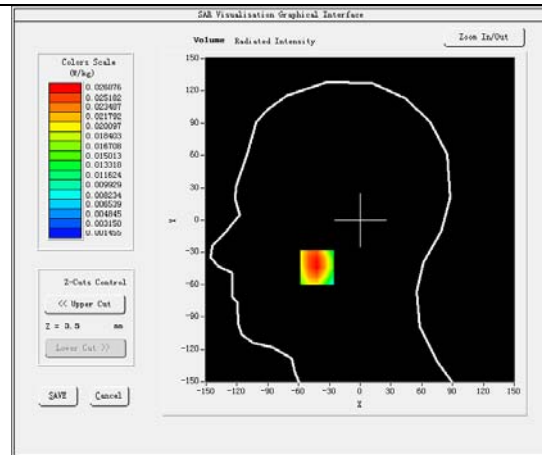 SAR Visualisation Graphical Interface
Volume Radiated Intensity
Zoom In/Out
Colors Scale
(W/kg)
0.026876
0.025182
0.023487
0.021792
0.020097
0.018403
0.016708
0.015013
0.013318
0.011624
0.009929
0.008234
0.006539
0.004845
0.003150
0.001455
Z-Cuts Control
<< Upper Cut
Z = 3.5 mm
Lower Cut >>
SAVE Cancel
150
120
90
60
30
0
-30
-60
-90
-120
-150
Y
-150 -120 -90 -60 -30 0 30 60 90 120 150
X